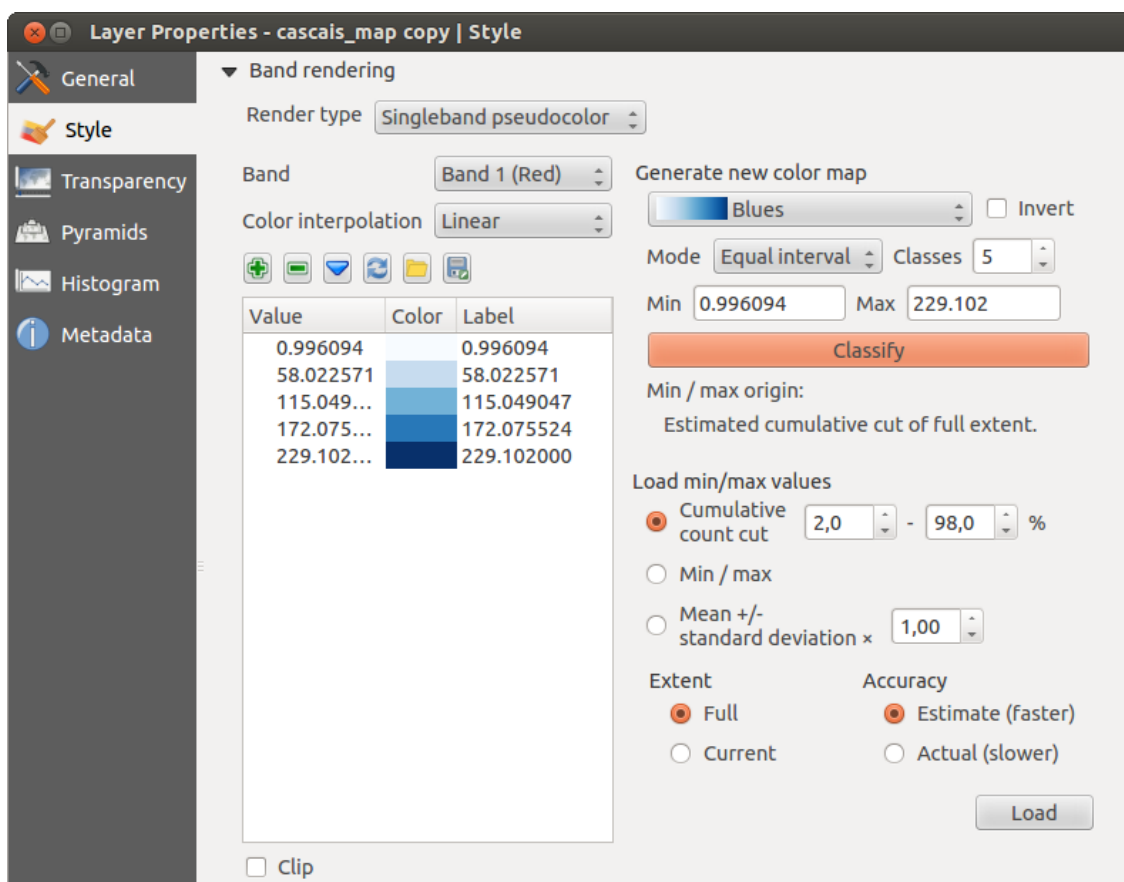 Layer Properties - cascais_map copy | Style
General
Style
Transparency
Pyramids
Histogram
Metadata
Band rendering
Render type Singleband pseudocolor
Band Band 1 (Red)
Color interpolation Linear
Value Color Label
0.996094 0.996094
58.022571 58.022571
115.049... 115.049047
172.075... 172.075524
229.102... 229.102000
Clip
Generate new color map
Blues Invert
Mode Equal interval Classes 5
Min 0.996094 Max 229.102
Classify
Min / max origin:
Estimated cumulative cut of full extent.
Load min/max values
Cumulative
count cut 2,0 - 98,0 %
Min / max
Mean +/-
standard deviation × 1,00
Extent Accuracy
Full Estimate (faster)
Current Actual (slower)
Load